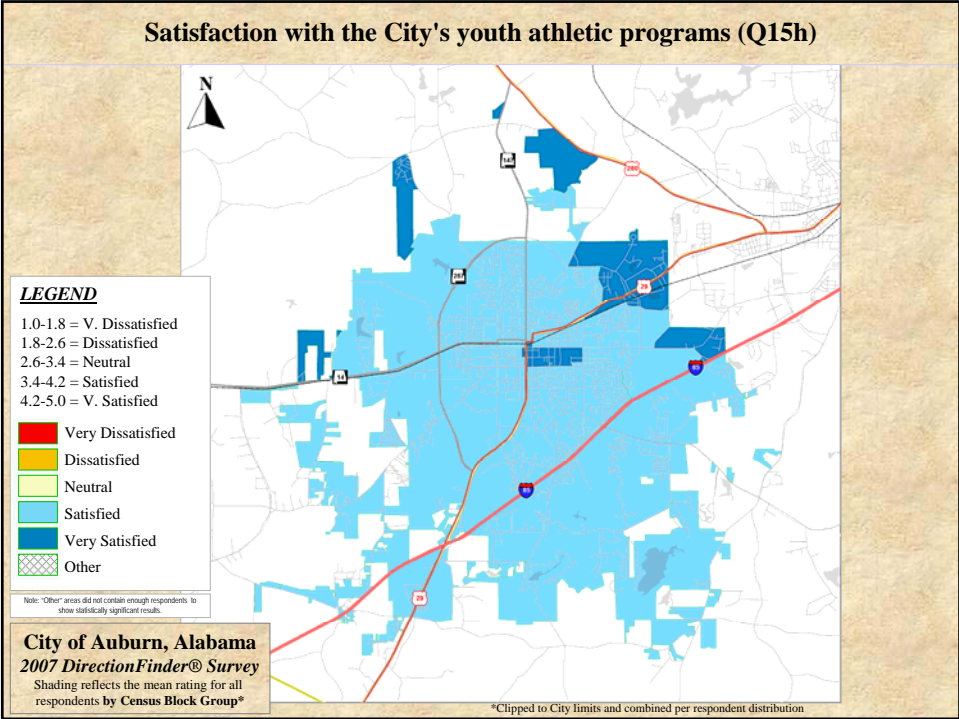 Satisfaction with the City's youth athletic programs (Q15h)
N
147
280
267
29
85
14
85
29
LEGEND
1.0-1.8 = V. Dissatisfied
1.8-2.6 = Dissatisfied
2.6-3.4 = Neutral
3.4-4.2 = Satisfied
4.2-5.0 = V. Satisfied
Very Dissatisfied
Dissatisfied
Neutral
Satisfied
Very Satisfied
Other
Note: "Other" areas did not contain enough respondents to
show statistically significant results.
City of Auburn, Alabama
2007 DirectionFinder® Survey
Shading reflects the mean rating for all
respondents by Census Block Group*
*Clipped to City limits and combined per respondent distribution